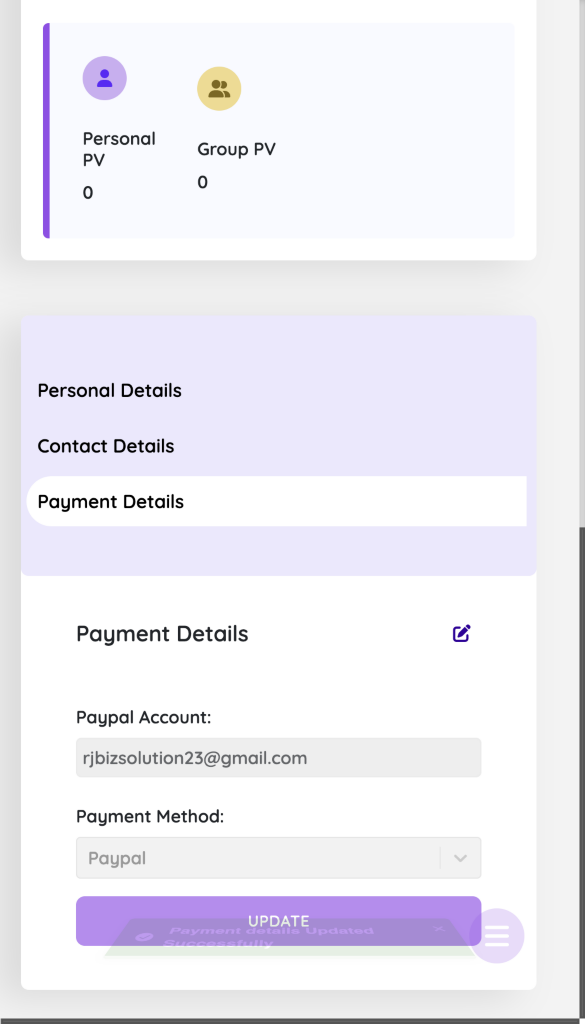 Personal
PV
0
Group PV
0
Personal Details
Contact Details
Payment Details
Payment Details
Paypal Account:
rjbizsolution23@gmail.com
Payment Method:
Paypal
UPDATE
Payment details Updated
Successfully